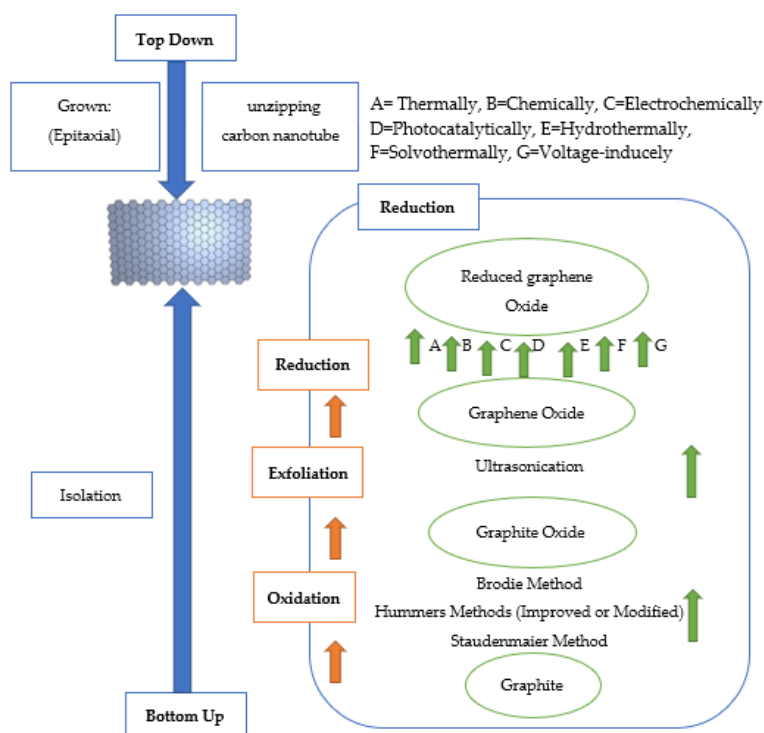 Top Down
Grown:
(Epitaxial)
unzipping
carbon nanotube
A= Thermally, B=Chemically, C=Electrochemically
D=Photocatalytically, E=Hydrothermally,
F=Solvothermally, G=Voltage-inducely
Reduction
Reduced graphene
Oxide
A B C D E F G
Reduction
Graphene Oxide
Exfoliation
Ultrasonication
Isolation
Graphite Oxide
Oxidation
Brodie Method
Hummers Methods (Improved or Modified)
Staudenmaier Method
Graphite
Bottom Up